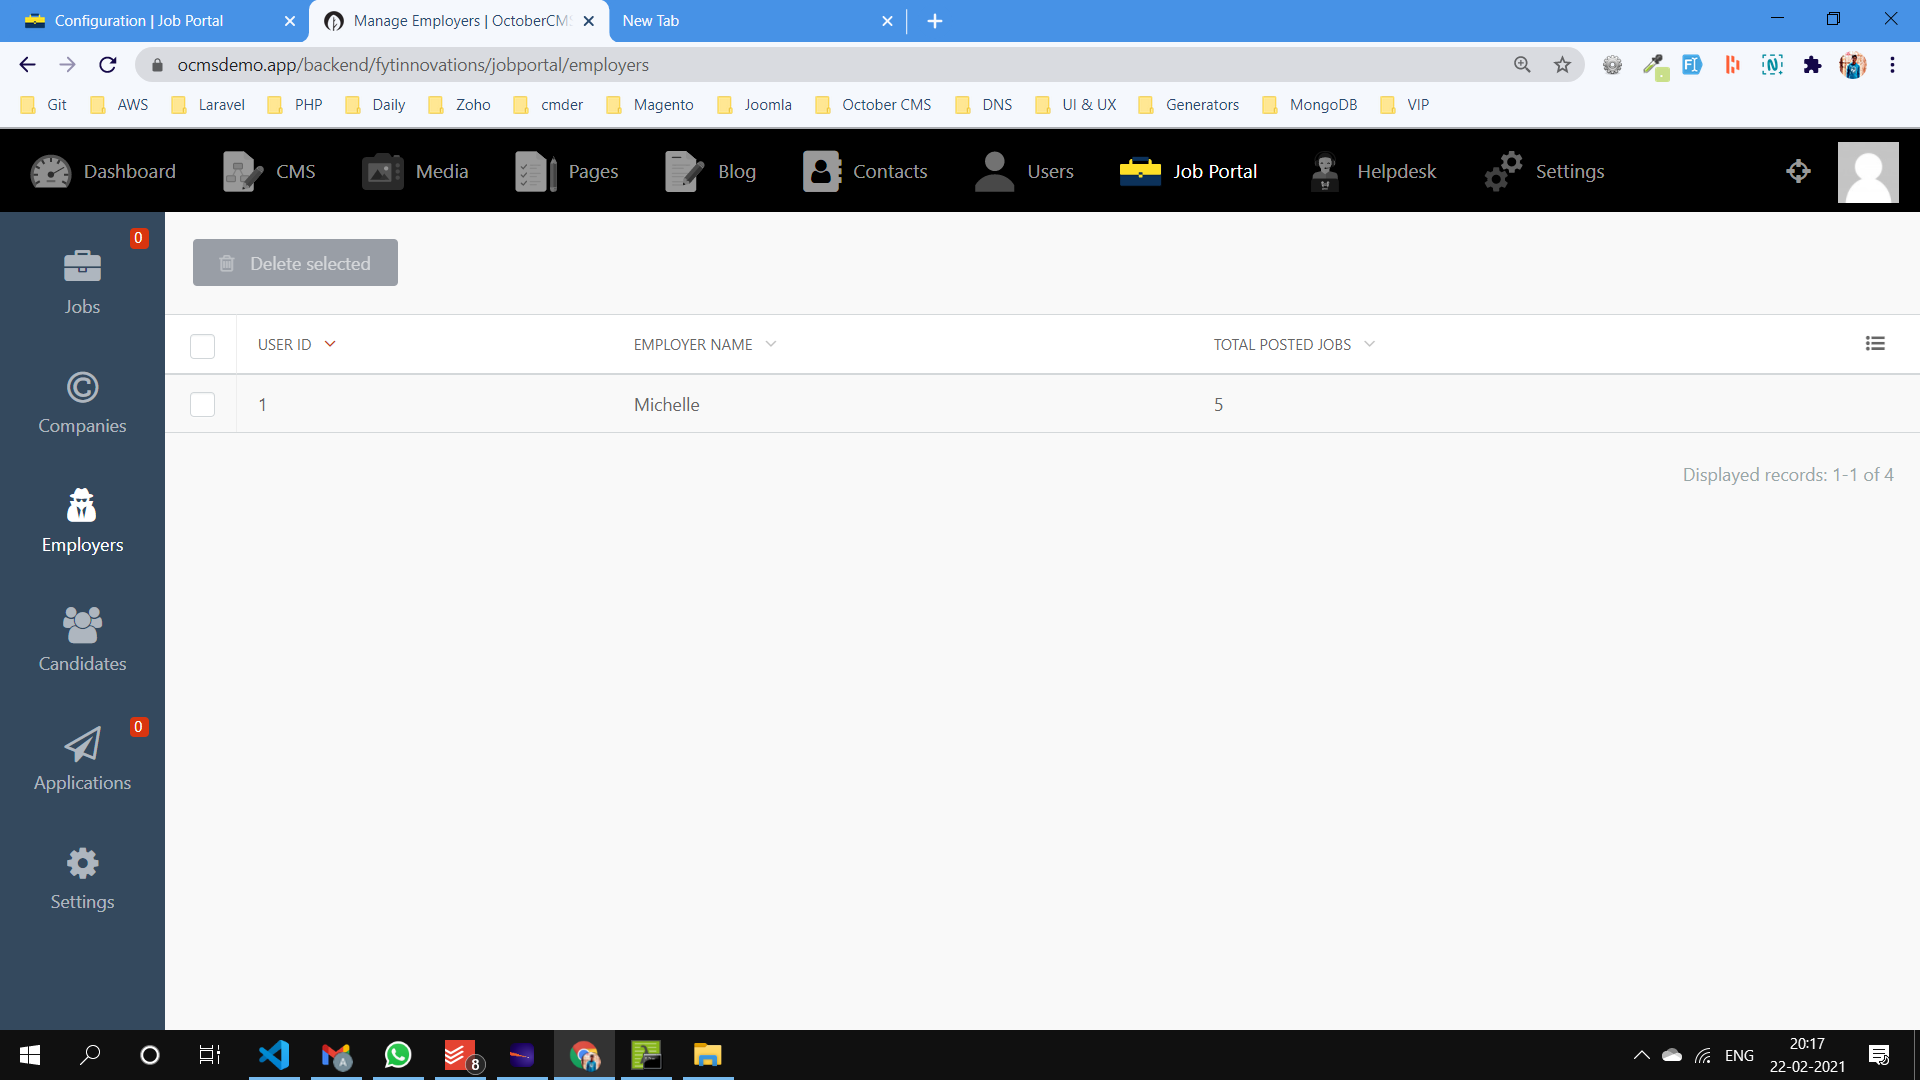 Configuration | Job Portal
Manage Employers | OctoberCMS
New Tab
ocmsdemo.app/backend/fytinnovations/jobportal/employers
Git AWS Laravel PHP Daily Zoho cmder Magento Joomla October CMS DNS UI & UX Generators MongoDB VIP
Dashboard CMS Media Pages Blog Contacts Users Job Portal Helpdesk Settings
0
Jobs
Companies
Employers
Candidates
0
Applications
Settings
Delete selected
USER ID EMPLOYER NAME TOTAL POSTED JOBS
1 Michelle 5
Displayed records: 1-1 of 4
A
8
ENG
20:17
22-02-2021